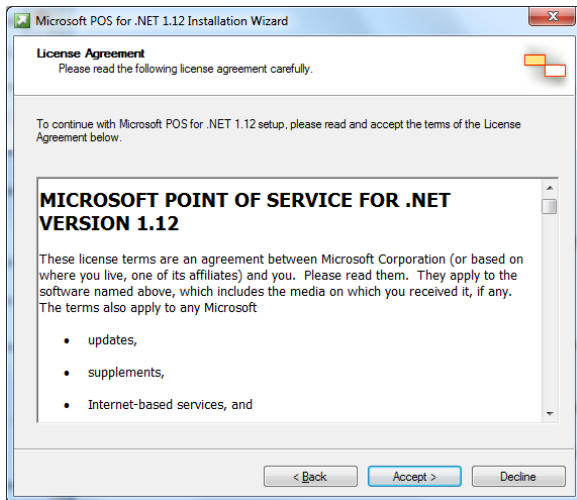 Microsoft POS for .NET 1.12 Installation Wizard
License Agreement
Please read the following license agreement carefully.
To continue with Microsoft POS for .NET 1.12 setup, please read and accept the terms of the License
Agreement below.
MICROSOFT POINT OF SERVICE FOR .NET
VERSION 1.12
These license terms are an agreement between Microsoft Corporation (or based on
where you live, one of its affiliates) and you.  Please read them.  They apply to the
software named above, which includes the media on which you received it, if any.
The terms also apply to any Microsoft
• updates,
• supplements,
• Internet-based services, and
< Back
Accept >
Decline